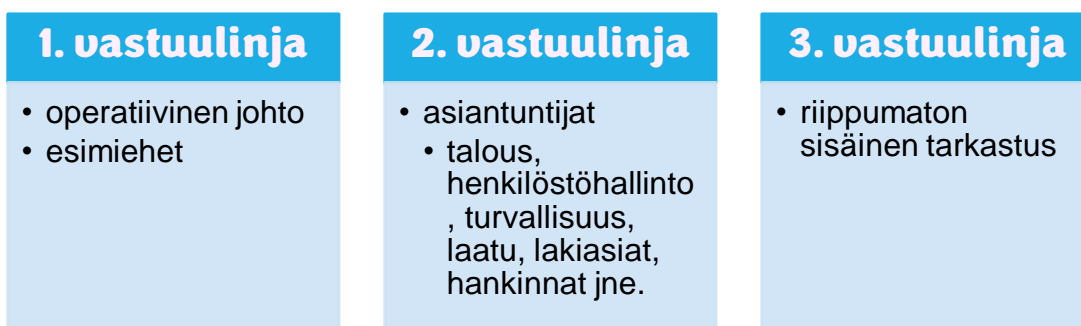 1. vastuulinja
• operatiivinen johto
• esimiehet
2. vastuulinja
• asiantuntijat
• talous,
henkilöstöhallinto
, turvallisuus,
laatu, lakiasiat,
hankinnat jne.
3. vastuulinja
• riippumaton
sisäinen tarkastus